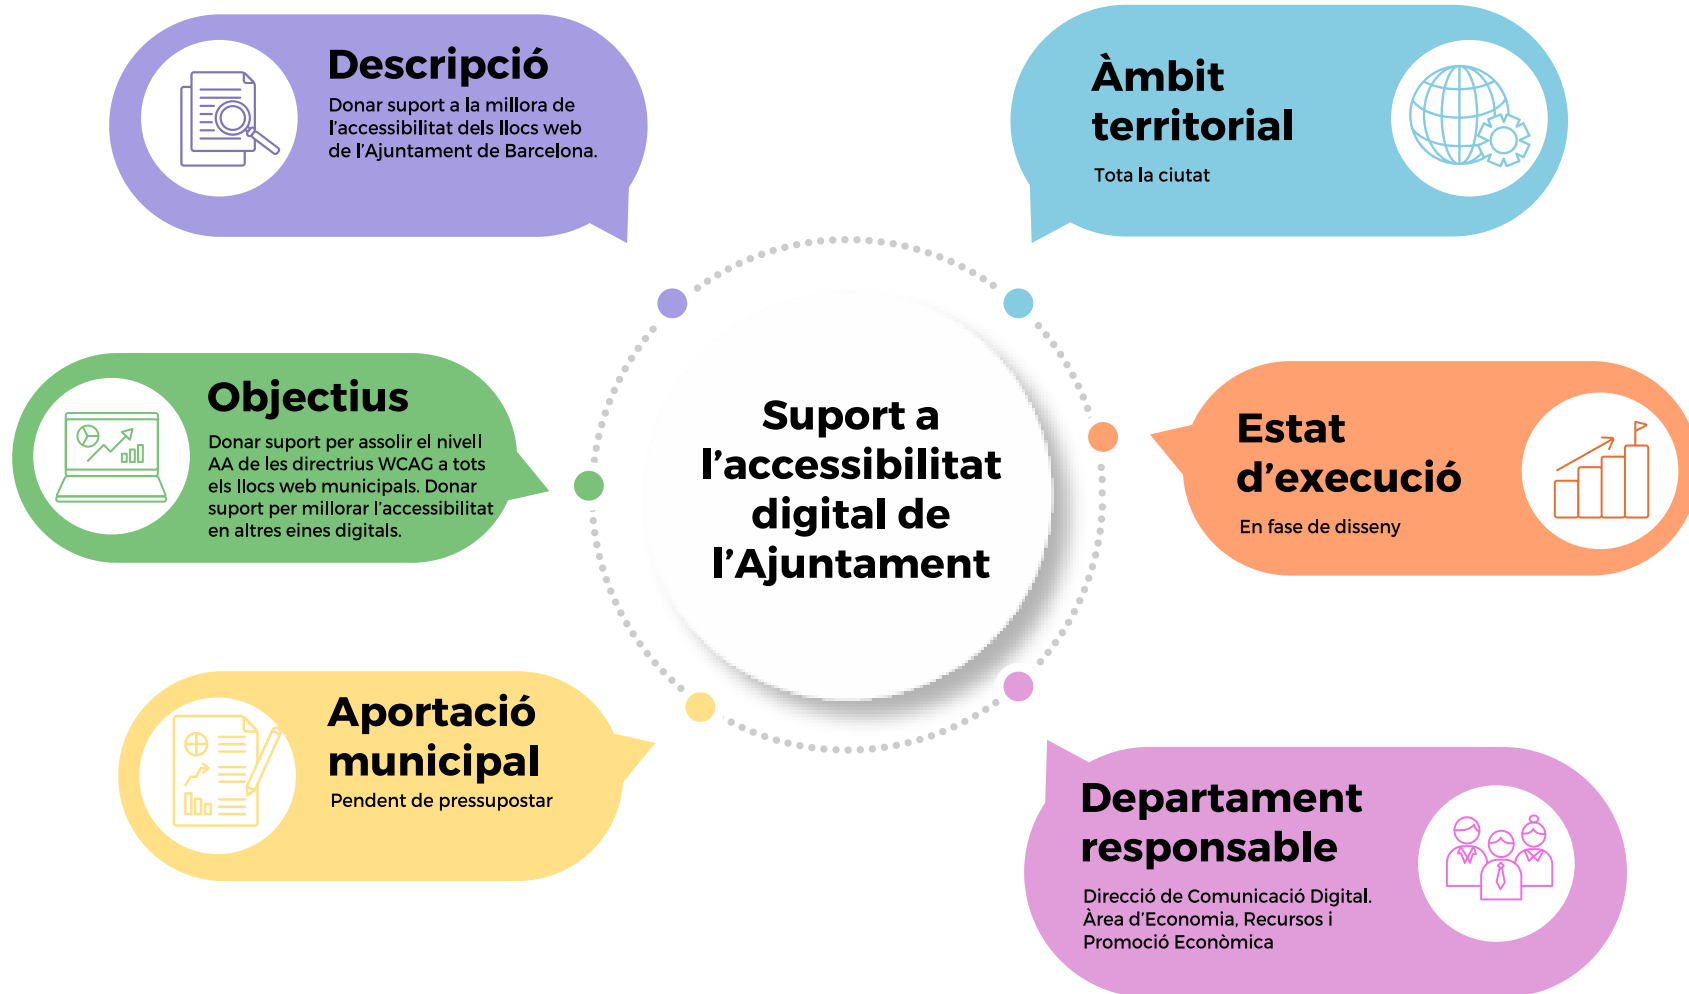 Descripció
Donar suport a la millora de
l'accessibilitat dels llocs web
de l'Ajuntament de Barcelona.
Àmbit
territorial
Tota la ciutat
Objectius
Donar suport per assolir el nivell
AA de les directrius WCAG a tots
els llocs web municipals. Donar
suport per millorar l'accessibilitat
en altres eines digitals.
Suport a
l'accessibilitat
digital de
l'Ajuntament
Estat
d'execució
En fase de disseny
Aportació
municipal
Pendent de pressupostar
Departament
responsable
Direcció de Comunicació Digital.
Àrea d'Economia, Recursos i
Promoció Econòmica